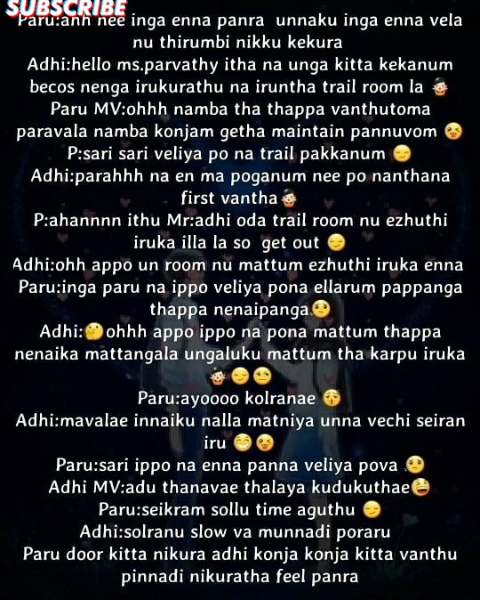 SUBSCRIBE
Paru:ahh nee inga enna panra unnaku inga enna vela
nu thirumbi nikku kekura
Adhi:hello ms.parvathy itha na unga kitta kekanum
becos nenga irukurathu na iruntha trail room la 🤷🏻
Paru MV:ohhh namba tha thappa vanthutoma
paravala namba konjam getha maintain pannuvom 😜
P:sari sari veliya po na trail pakkanum 😏
Adhi:parahhh na en ma poganum nee po nanthana
first vantha🤷🏻
P:ahannnn ithu Mr:adhi oda trail room nu ezhuthi
iruka illa la so get out 😏
Adhi:ohh appo un room nu mattum ezhuthi iruka enna
Paru:inga paru na ippo veliya pona ellarum pappanga
thappa nenaipanga.😟
Adhi:🤔ohhh appo ippo na pona mattum thappa
nenaika mattangala ungaluku mattum tha karpu iruka
🤷🏻😏😒
Paru:ayoooo kolranae 😫
Adhi:mavalae innaiku nalla matniya unna vechi seiran
iru 😁😜
Paru:sari ippo na enna panna veliya pova 😟
Adhi MV:adu thanavae thalaya kudukuthae😫
Paru:seikram sollu time aguthu 😏
Adhi:solranu slow va munnadi poraru
Paru door kitta nikura adhi konja konja kitta vanthu
pinnadi nikuratha feel panra